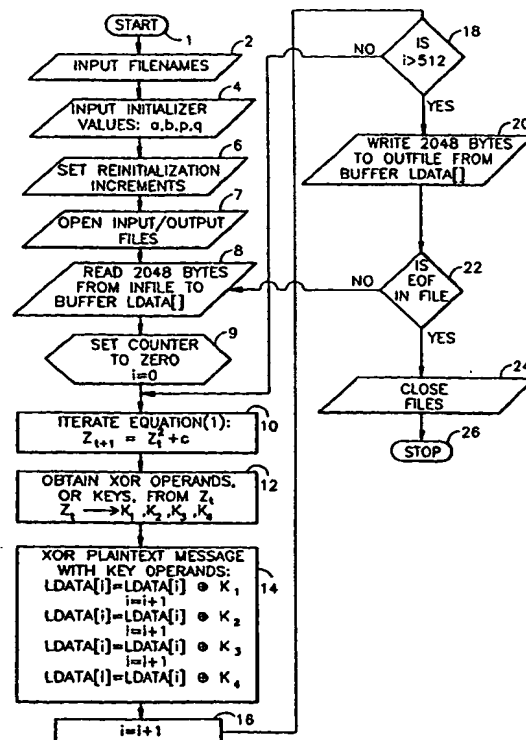 START
1
2
INPUT FILENAMES
4
INPUT INITIALIZER
VALUES: a,b,p,q
6
SET REINITIALIZATION
INCREMENTS
7
OPEN INPUT/OUTPUT
FILES
8
READ 2048 BYTES
FROM INFILE TO
BUFFER LDATA[]
9
SET COUNTER
TO ZERO
i=0
10
ITERATE EQUATION(1):
Z_{t+1} = Z_t^2 + c
12
OBTAIN XOR OPERANDS,
OR KEYS, FROM Z_t
Z_t → K_1, K_2, K_3, K_4
14
XOR PLAINTEXT MESSAGE
WITH KEY OPERANDS:
LDATA[i]=LDATA[i] ⊕ K_1
i=i+1
LDATA[i]=LDATA[i] ⊕ K_2
i=i+1
LDATA[i]=LDATA[i] ⊕ K_3
i=i+1
LDATA[i]=LDATA[i] ⊕ K_4
16
i=i+1
18
NO
IS
i>512
YES
20
WRITE 2048 BYTES
TO OUTFILE FROM
BUFFER LDATA[]
22
NO
IS
EOF
IN FILE
YES
24
CLOSE
FILES
26
STOP